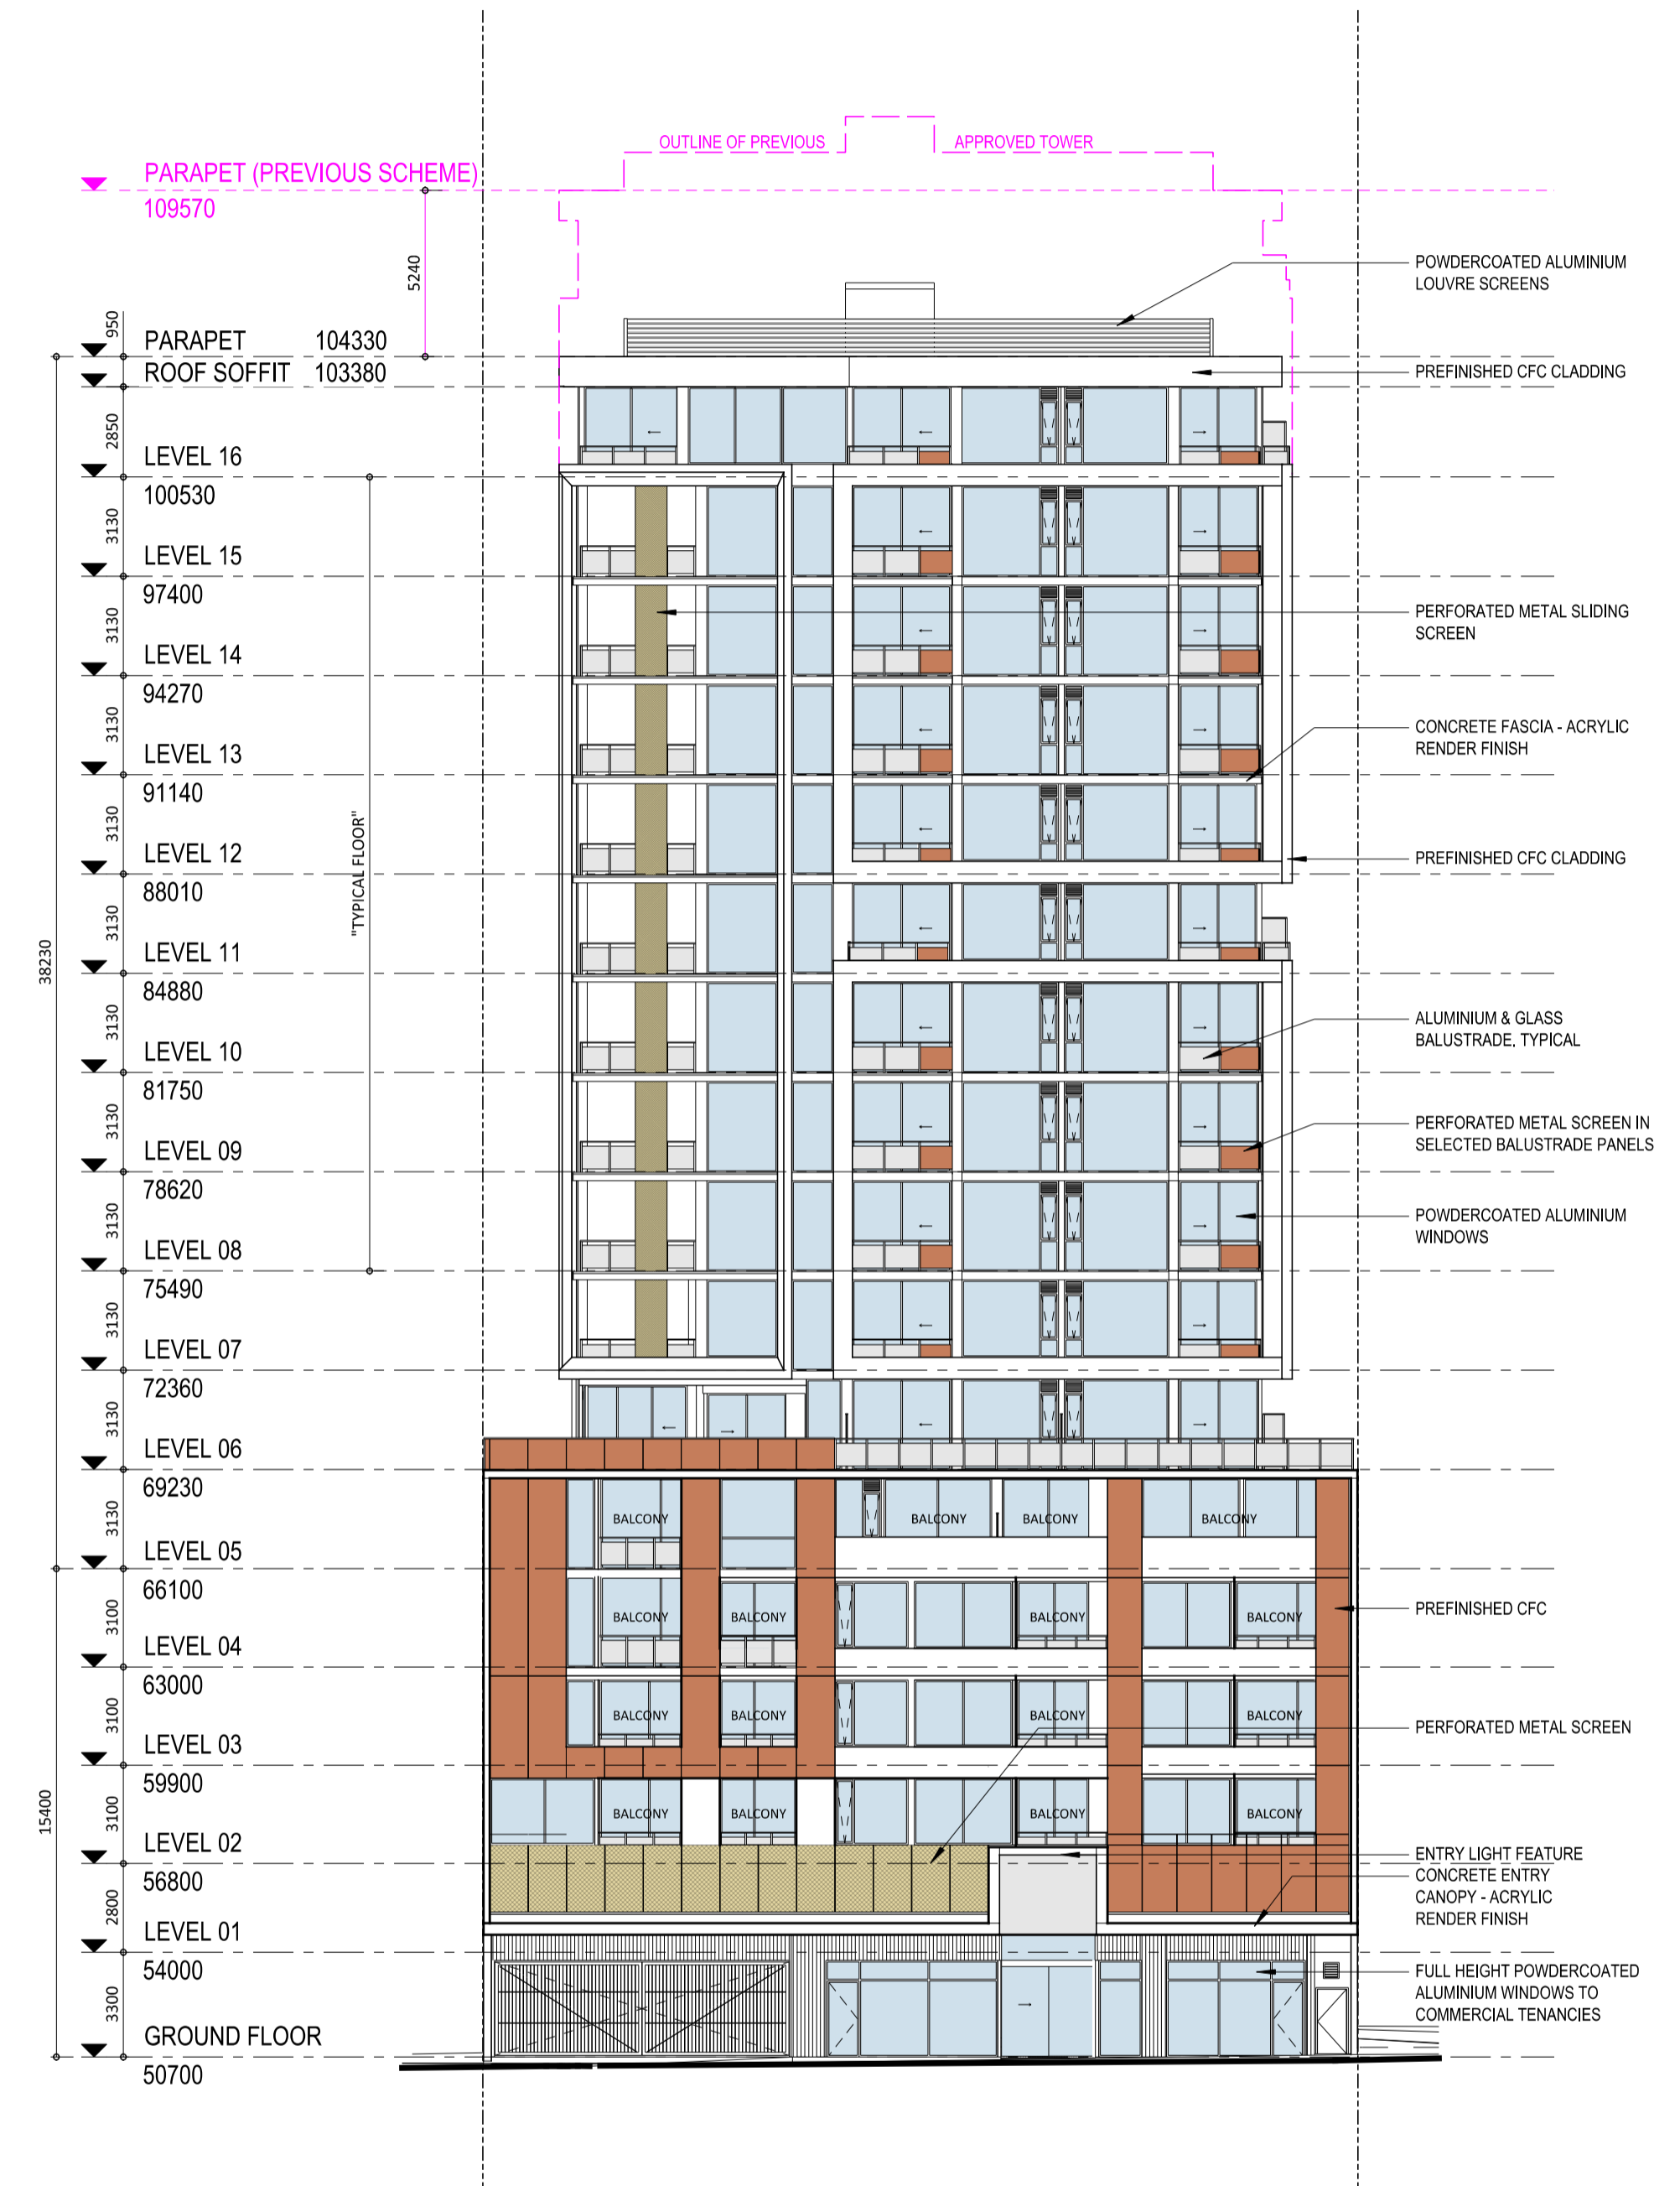 OUTLINE OF PREVIOUS APPROVED TOWER
PARAPET (PREVIOUS SCHEME)
109570
5240
POWDERCOATED ALUMINIUM
LOUVRE SCREENS
950
PARAPET 104330
ROOF SOFFIT 103380
PREFINISHED CFC CLADDING
2850
LEVEL 16
100530
3130
LEVEL 15
97400
PERFORATED METAL SLIDING
SCREEN
3130
LEVEL 14
94270
3130
CONCRETE FASCIA - ACRYLIC
RENDER FINISH
LEVEL 13
91140
3130
"TYPICAL FLOOR"
LEVEL 12
88010
PREFINISHED CFC CLADDING
3130
38230
LEVEL 11
84880
3130
ALUMINIUM & GLASS
BALUSTRADE. TYPICAL
LEVEL 10
81750
3130
PERFORATED METAL SCREEN IN
SELECTED BALUSTRADE PANELS
LEVEL 09
78620
3130
POWDERCOATED ALUMINIUM
WINDOWS
LEVEL 08
75490
3130
LEVEL 07
72360
3130
LEVEL 06
69230
3130
BALCONY BALCONY BALCONY BALCONY
LEVEL 05
66100
3100
BALCONY BALCONY BALCONY BALCONY
PREFINISHED CFC
LEVEL 04
63000
3100
BALCONY BALCONY BALCONY BALCONY
PERFORATED METAL SCREEN
LEVEL 03
59900
15400
3100
BALCONY BALCONY BALCONY BALCONY
LEVEL 02
56800
ENTRY LIGHT FEATURE
CONCRETE ENTRY
CANOPY - ACRYLIC
RENDER FINISH
2800
LEVEL 01
54000
3300
FULL HEIGHT POWDERCOATED
ALUMINIUM WINDOWS TO
COMMERCIAL TENANCIES
GROUND FLOOR
50700